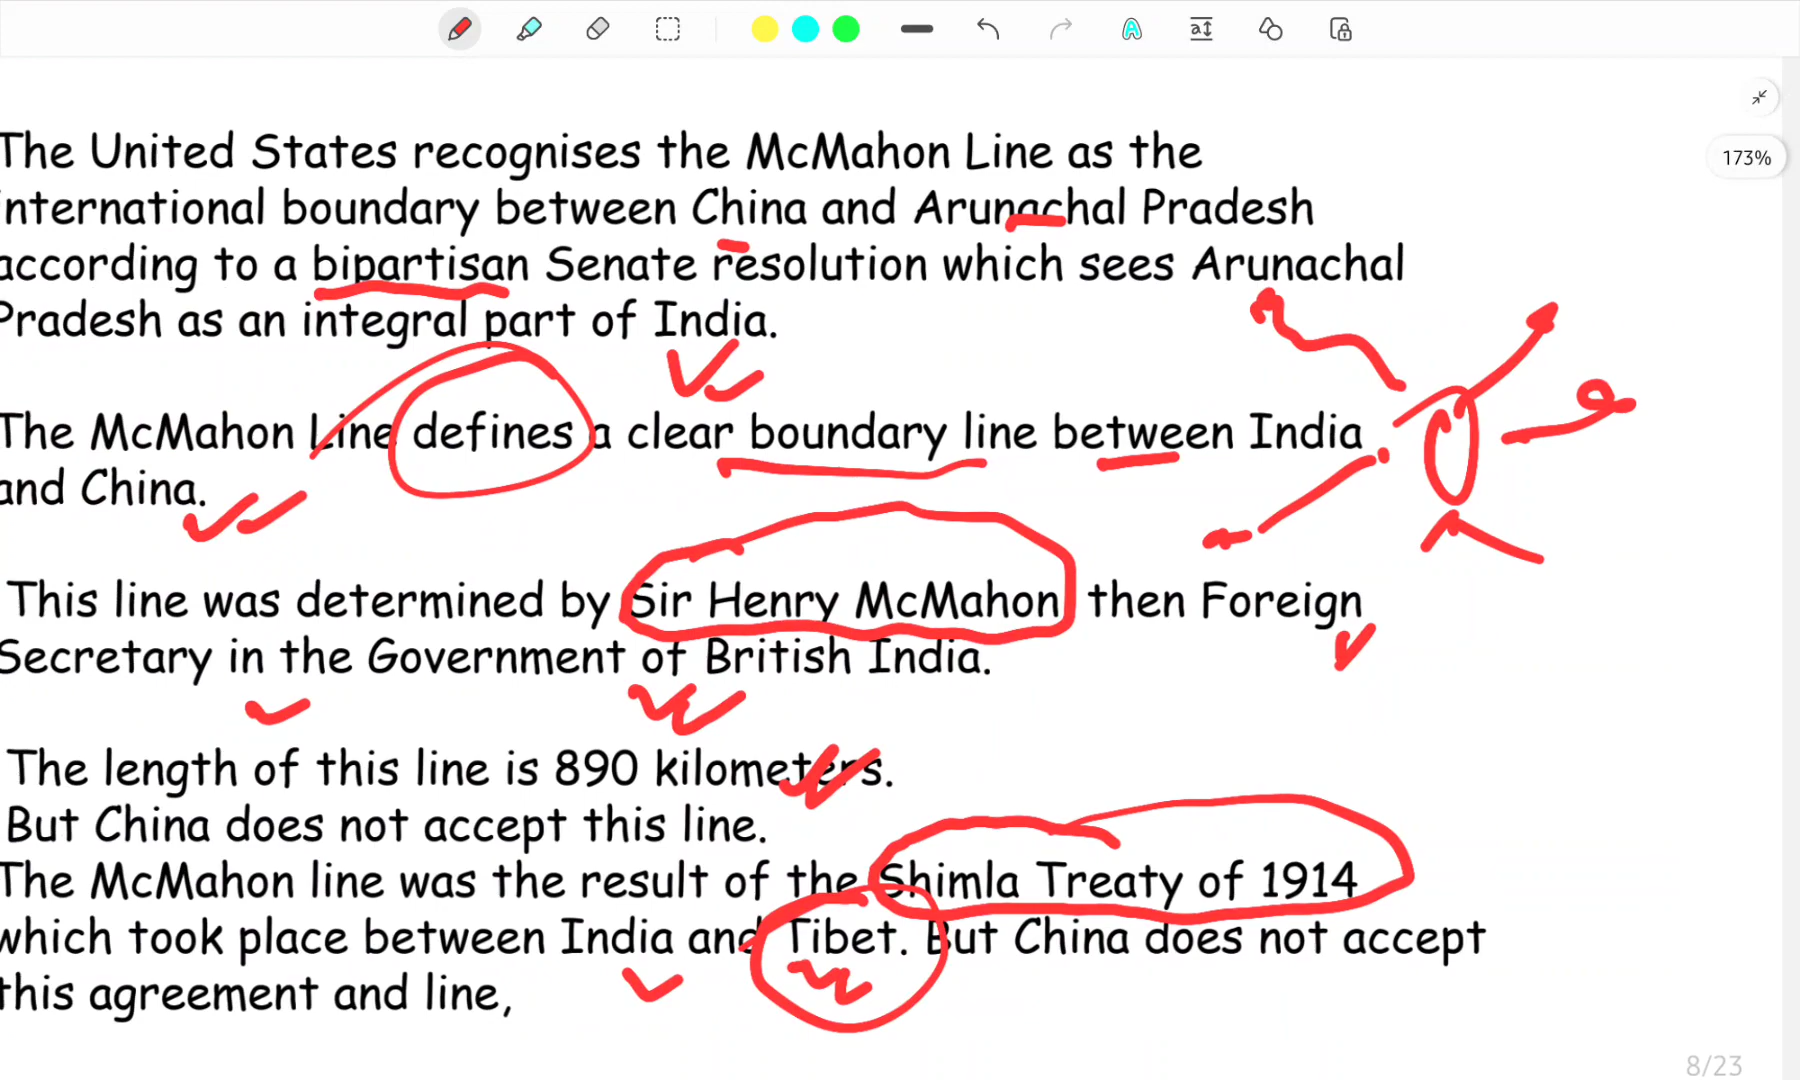 173%
The United States recognises the McMahon Line as the
international boundary between China and Arunachal Pradesh
according to a bipartisan Senate resolution which sees Arunachal
Pradesh as an integral part of India.
The McMahon Line defines a clear boundary line between India
and China.
This line was determined by Sir Henry McMahon then Foreign
Secretary in the Government of British India.
The length of this line is 890 kilometers.
But China does not accept this line.
The McMahon line was the result of the Shimla Treaty of 1914
which took place between India and Tibet. But China does not accept
this agreement and line,
8/23